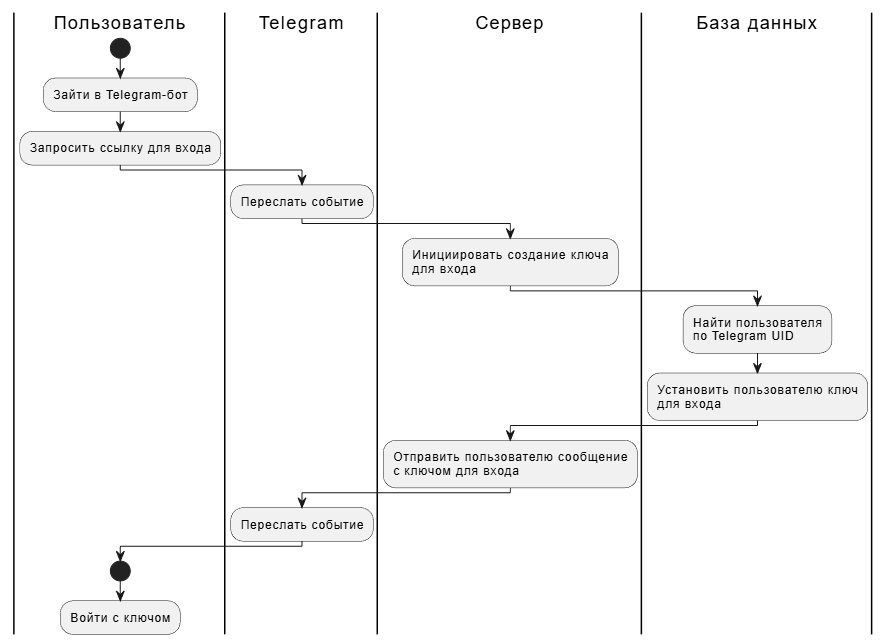 Пользователь
Telegram
Сервер
База данных
Зайти в Telegram-бот
Запросить ссылку для входа
Переслать событие
Инициировать создание ключа
для входа
Найти пользователя
по Telegram UID
Установить пользователю ключ
для входа
Отправить пользователю сообщение
с ключом для входа
Переслать событие
Войти с ключом